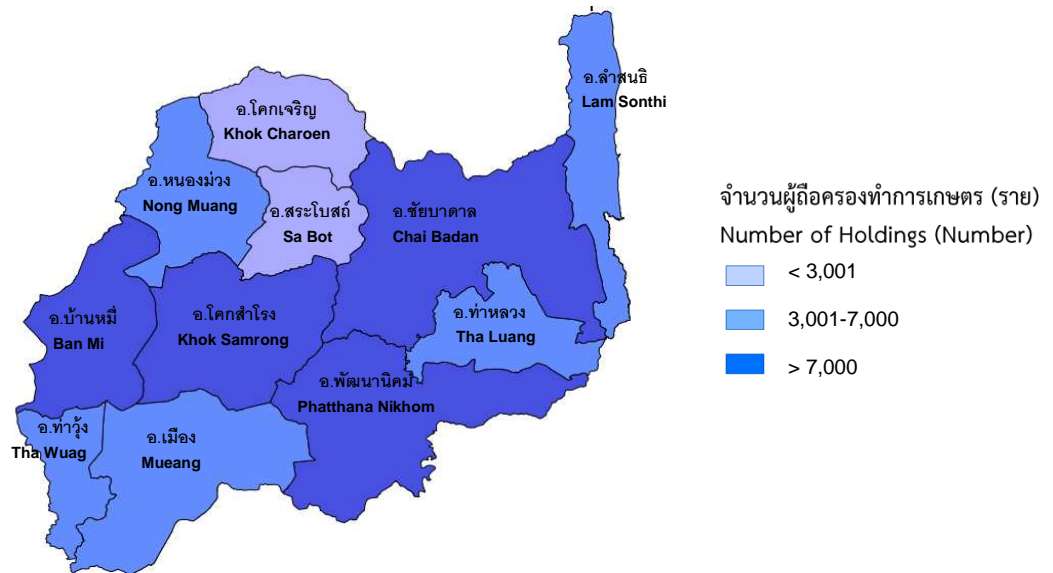 อ.ลำสนธิ
Lam Sonthi
อ.โคกเจริญ
Khok Charoen
อ.หนองม่วง
Nong Muang
อ.สระโบสถ์
Sa Bot
อ.ชัยบาดาล
Chai Badan
อ.บ้านหมี่
Ban Mi
อ.โคกสำโรง
Khok Samrong
อ.ท่าหลวง
Tha Luang
อ.พัฒนานิคม
Phatthana Nikhom
อ.ท่าวุ้ง
Tha Wuag
อ.เมือง
Mueang
จำนวนผู้ถือครองทำการเกษตร (ราย)
Number of Holdings (Number)
< 3,001
3,001-7,000
> 7,000